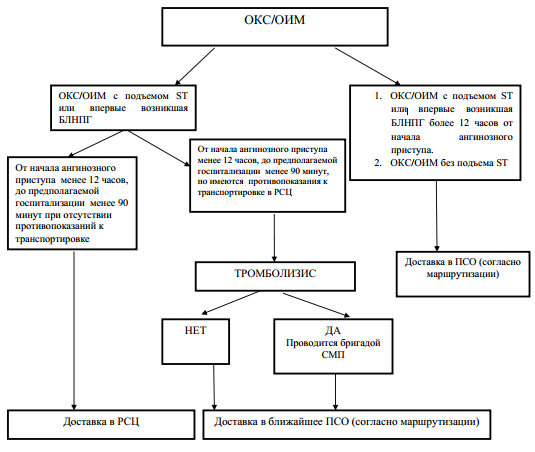 ОКС/ОИМ
ОКС/ОИМ с подъемом ST
или впервые возникшая
БЛНПГ
1. ОКС/ОИМ с подъемом ST
или впервые возникшая
БЛНПГ более 12 часов от
начала ангинозного
приступа.
2. ОКС/ОИМ без подъема ST
От начала ангинозного
приступа менее 12 часов,
до предполагаемой
госпитализации менее 90
минут при отсутствии
противопоказаний к
транспортировке
От начала ангинозного приступа
менее 12 часов, до предполагаемой
госпитализации менее 90 минут,
но имеются противопоказания к
транспортировке в РСЦ
Доставка в ПСО (согласно
маршрутизации)
ТРОМБОЛИЗИС
НЕТ
ДА
Проводится бригадой
СМП
Доставка в РСЦ
Доставка в ближайшее ПСО (согласно маршрутизации)